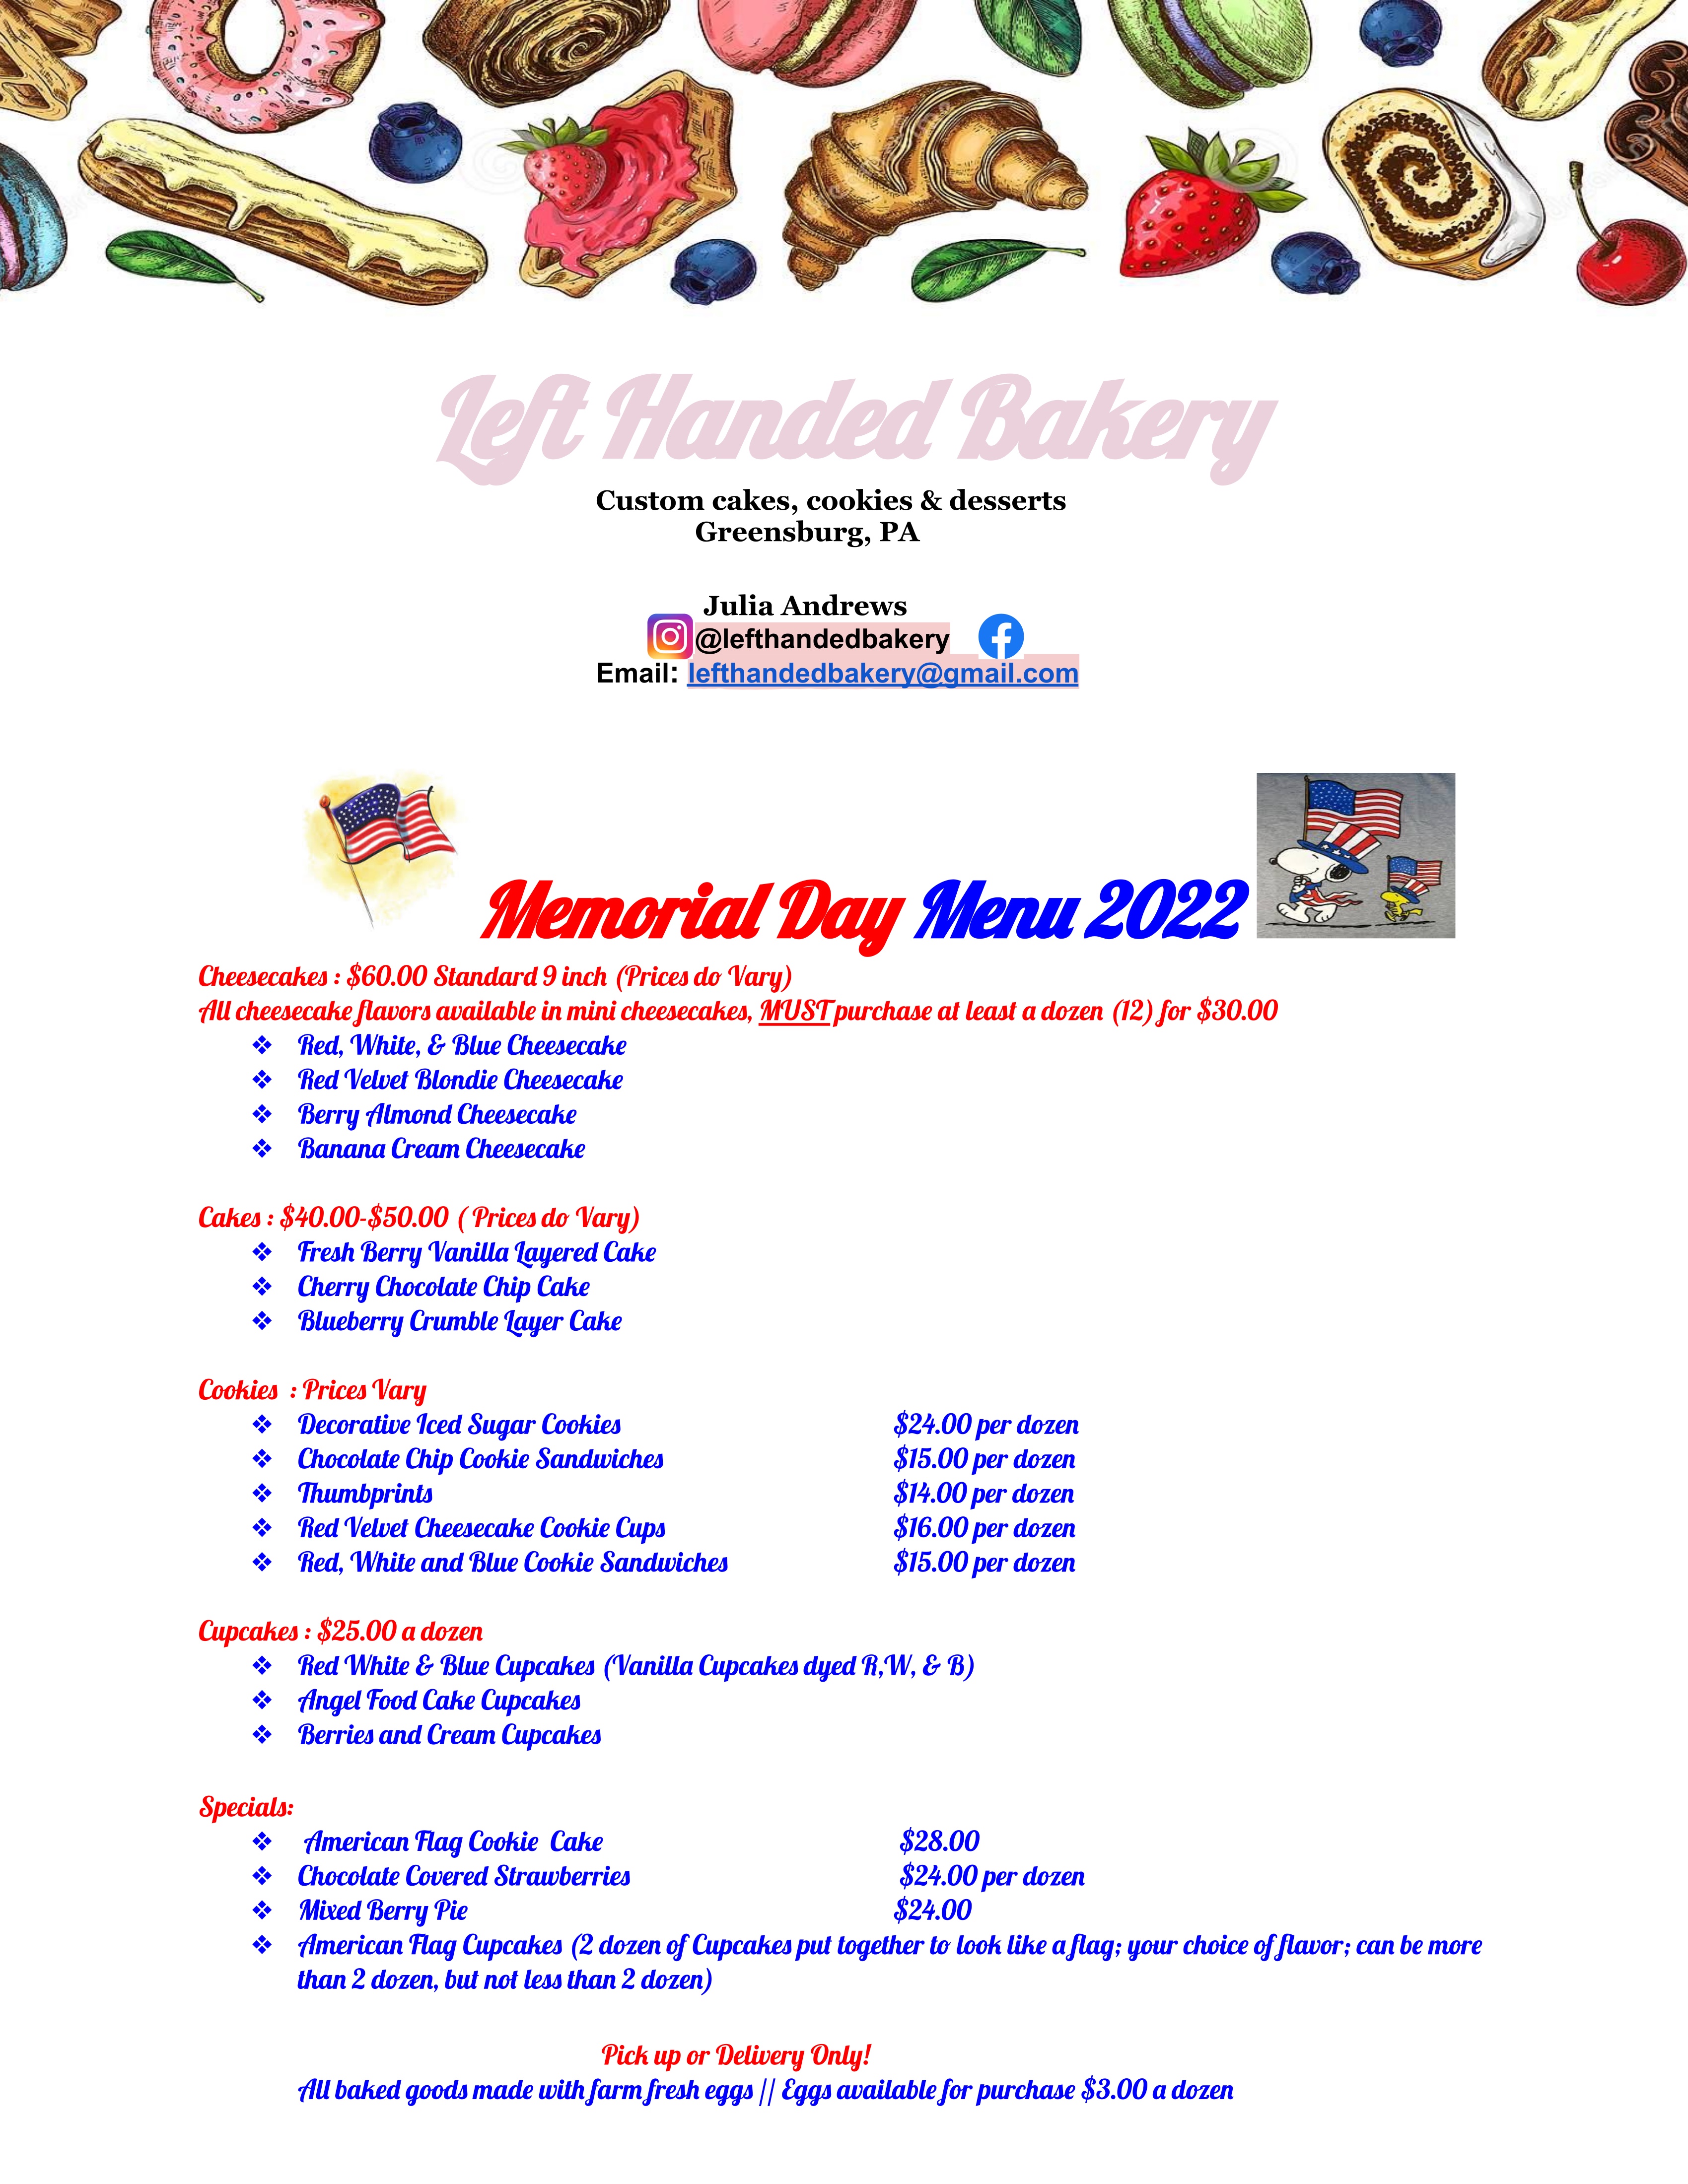 Left Handed Bakery
Custom cakes, cookies & desserts
Greensburg, PA
Julia Andrews
@lefthandedbakery
Email: lefthandedbakery@gmail.com
Memorial Day Menu 2022
Cheesecakes : $60.00 Standard 9 inch (Prices do Vary)
All cheesecake flavors available in mini cheesecakes, MUST purchase at least a dozen (12) for $30.00
❖ Red, White, & Blue Cheesecake
❖ Red Velvet Blondie Cheesecake
❖ Berry Almond Cheesecake
❖ Banana Cream Cheesecake
Cakes : $40.00-$50.00 ( Prices do Vary)
❖ Fresh Berry Vanilla Layered Cake
❖ Cherry Chocolate Chip Cake
❖ Blueberry Crumble Layer Cake
Cookies : Prices Vary
❖ Decorative Iced Sugar Cookies $24.00 per dozen
❖ Chocolate Chip Cookie Sandwiches $15.00 per dozen
❖ Thumbprints $14.00 per dozen
❖ Red Velvet Cheesecake Cookie Cups $16.00 per dozen
❖ Red, White and Blue Cookie Sandwiches $15.00 per dozen
Cupcakes : $25.00 a dozen
❖ Red White & Blue Cupcakes (Vanilla Cupcakes dyed R,W, & B)
❖ Angel Food Cake Cupcakes
❖ Berries and Cream Cupcakes
Specials:
❖ American Flag Cookie Cake $28.00
❖ Chocolate Covered Strawberries $24.00 per dozen
❖ Mixed Berry Pie $24.00
❖ American Flag Cupcakes (2 dozen of Cupcakes put together to look like a flag; your choice of flavor; can be more
than 2 dozen, but not less than 2 dozen)
Pick up or Delivery Only!
All baked goods made with farm fresh eggs // Eggs available for purchase $3.00 a dozen